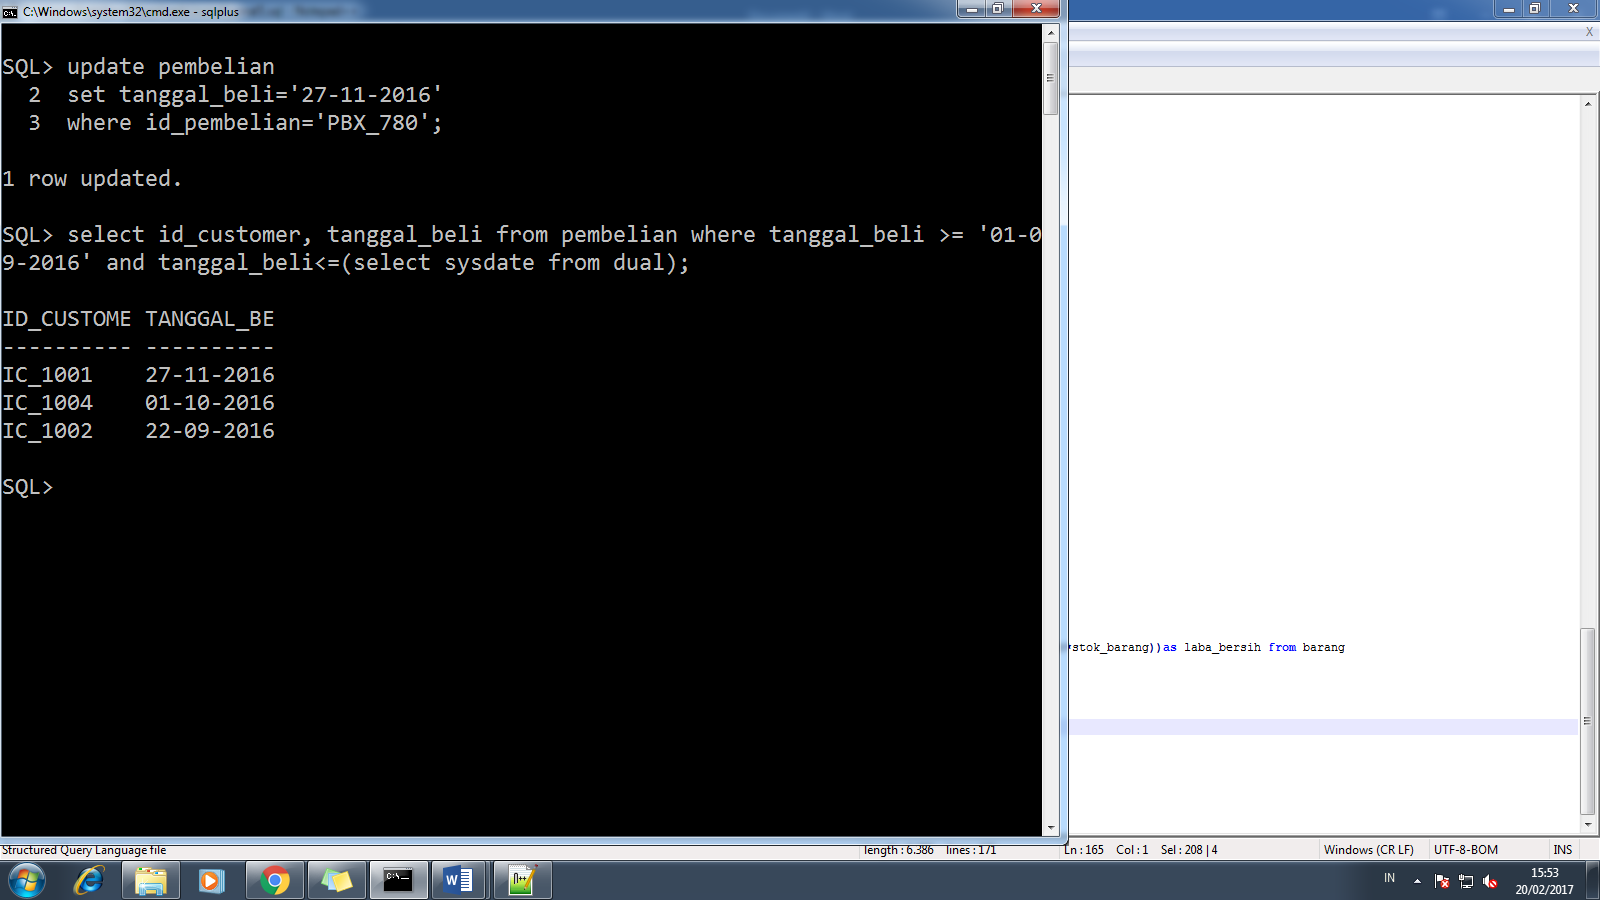 C:\Windows\system32\cmd.exe - sqlplus
SQL> update pembelian
2 set tanggal_beli='27-11-2016'
3 where id_pembelian='PBX_780';
1 row updated.
SQL> select id_customer, tanggal_beli from pembelian where tanggal_beli >= '01-0
9-2016' and tanggal_beli<=(select sysdate from dual);
ID_CUSTOME TANGGAL_BE
---------- ----------
IC_1001 27-11-2016
IC_1004 01-10-2016
IC_1002 22-09-2016
SQL>
*stok_barang))as laba_bersih from barang
Structured Query Language file
length : 6.386 lines : 171
Ln : 165 Col : 1 Sel : 208 | 4
Windows (CR LF)
UTF-8-BOM
INS
IN
15:53
20/02/2017